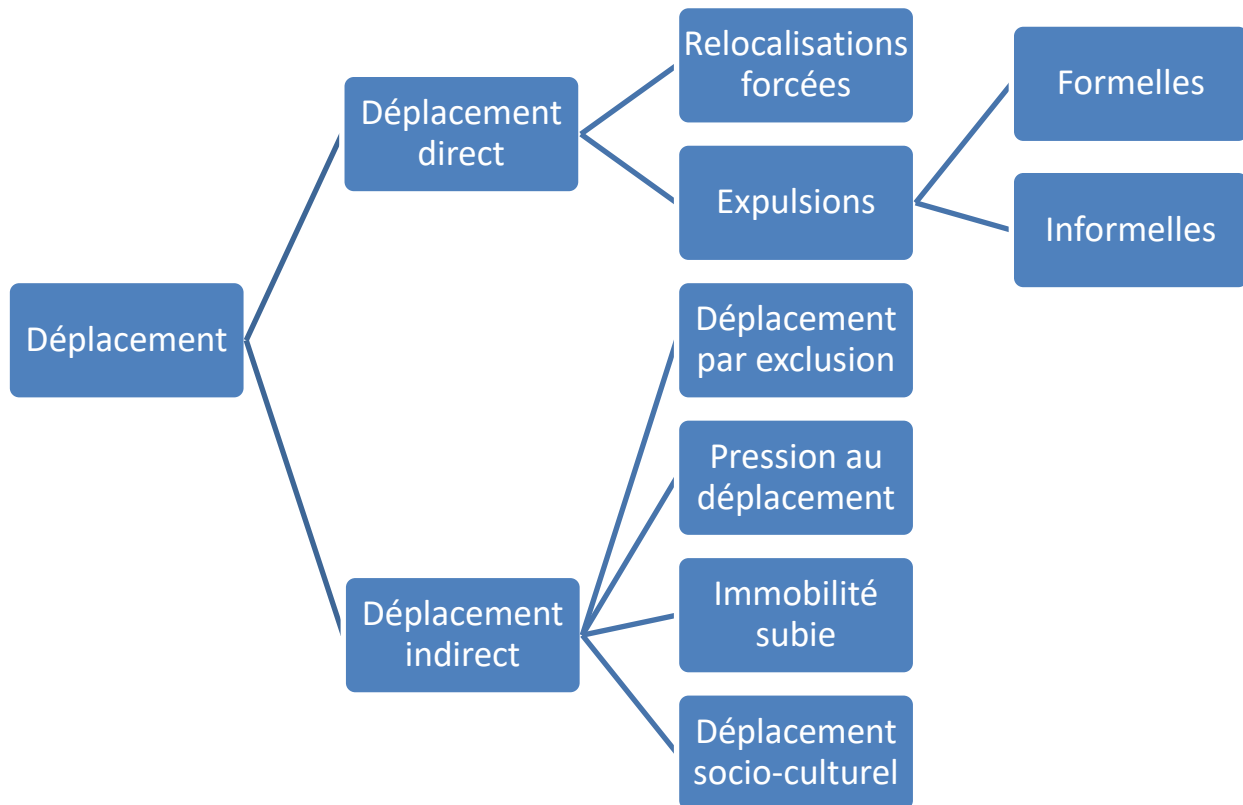 Déplacement
Déplacement
direct
Relocalisations
forcées
Expulsions
Formelles
Informelles
Déplacement
indirect
Déplacement
par exclusion
Pression au
déplacement
Immobilité
subie
Déplacement
socio-culturel